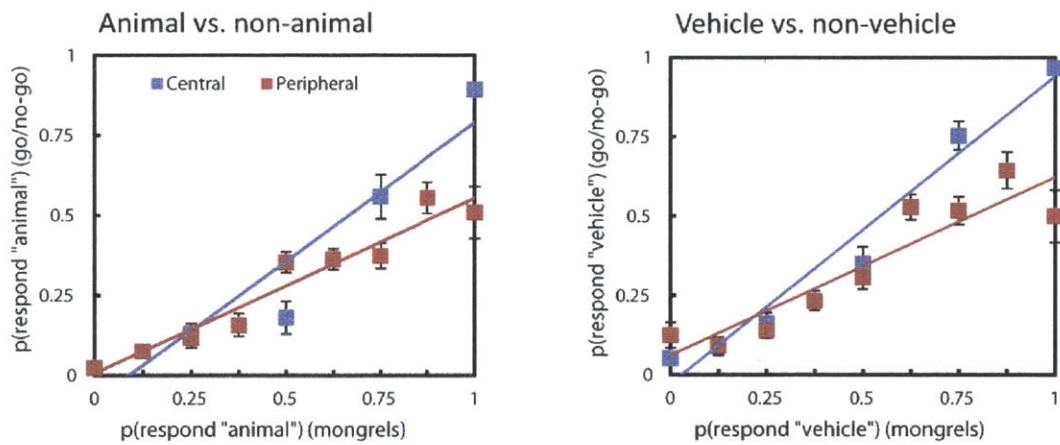 Animal vs. non-animal
p(respond "animal") (go/no-go)
1
0.75
0.5
0.25
0
Central
Peripheral
0
0.25
0.5
0.75
1
p(respond "animal") (mongrels)
Vehicle vs. non-vehicle
p(respond "vehicle") (go/no-go)
1
0.75
0.5
0.25
0
0
0.25
0.5
0.75
1
p(respond "vehicle") (mongrels)